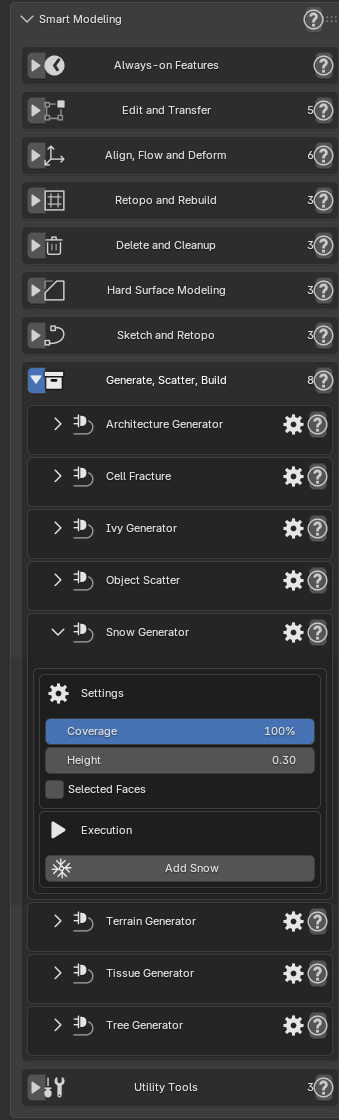 Smart Modeling ?
Always-on Features ?
Edit and Transfer 5 ?
Align, Flow and Deform 6 ?
Retopo and Rebuild 3 ?
Delete and Cleanup 3 ?
Hard Surface Modeling 3 ?
Sketch and Retopo 3 ?
Generate, Scatter, Build 8 ?
Architecture Generator ?
Cell Fracture ?
Ivy Generator ?
Object Scatter ?
Snow Generator ?
Settings
Coverage 100%
Height 0.30
Selected Faces
Execution
Add Snow
Terrain Generator ?
Tissue Generator ?
Tree Generator ?
Utility Tools 3 ?